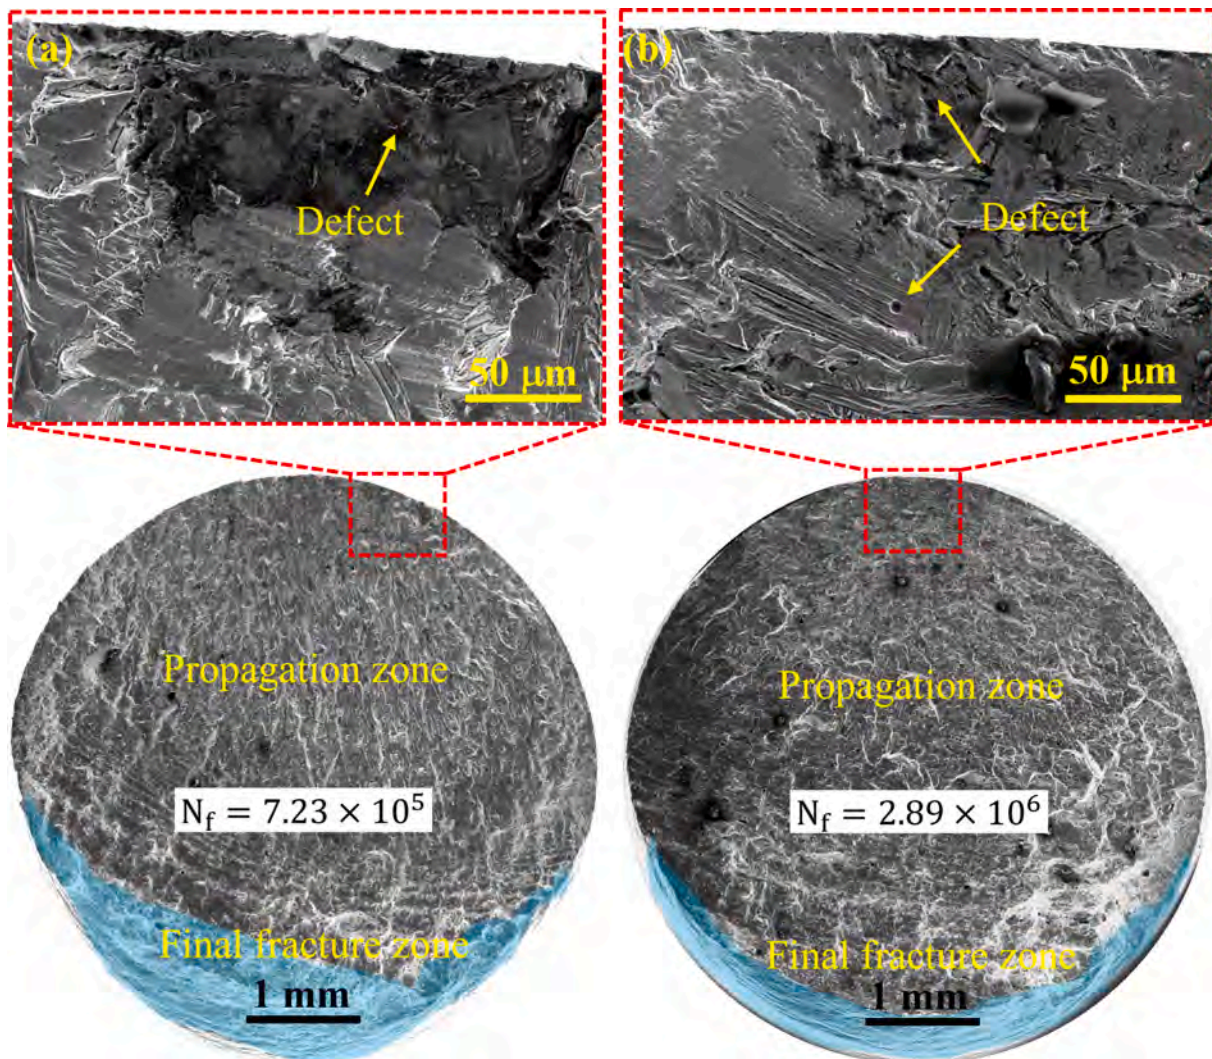 (a)
Defect
50 μm
(b)
Defect
50 μm
Propagation zone
N_f = 7.23 × 10^5
Final fracture zone
1 mm
Propagation zone
N_f = 2.89 × 10^6
Final fracture zone
1 mm